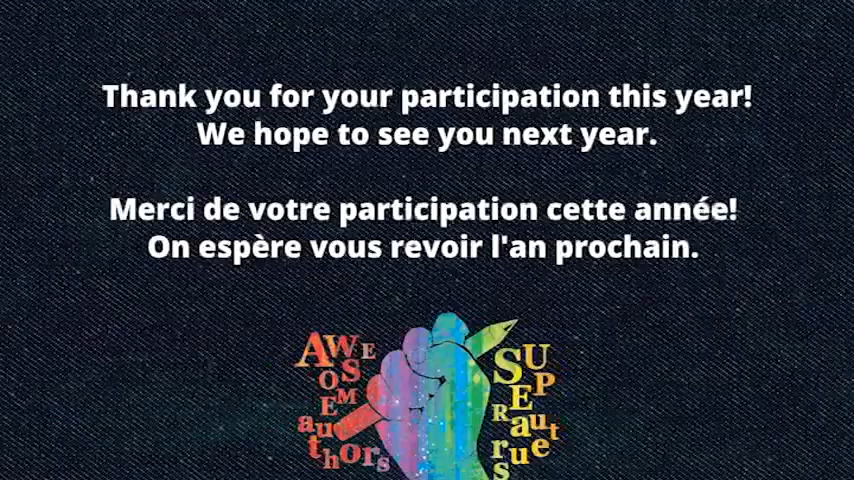 Thank you for your participation this year!
We hope to see you next year.
Merci de votre participation cette année!
On espère vous revoir l'an prochain.
AWESOME
authors
SUPER
auteurs